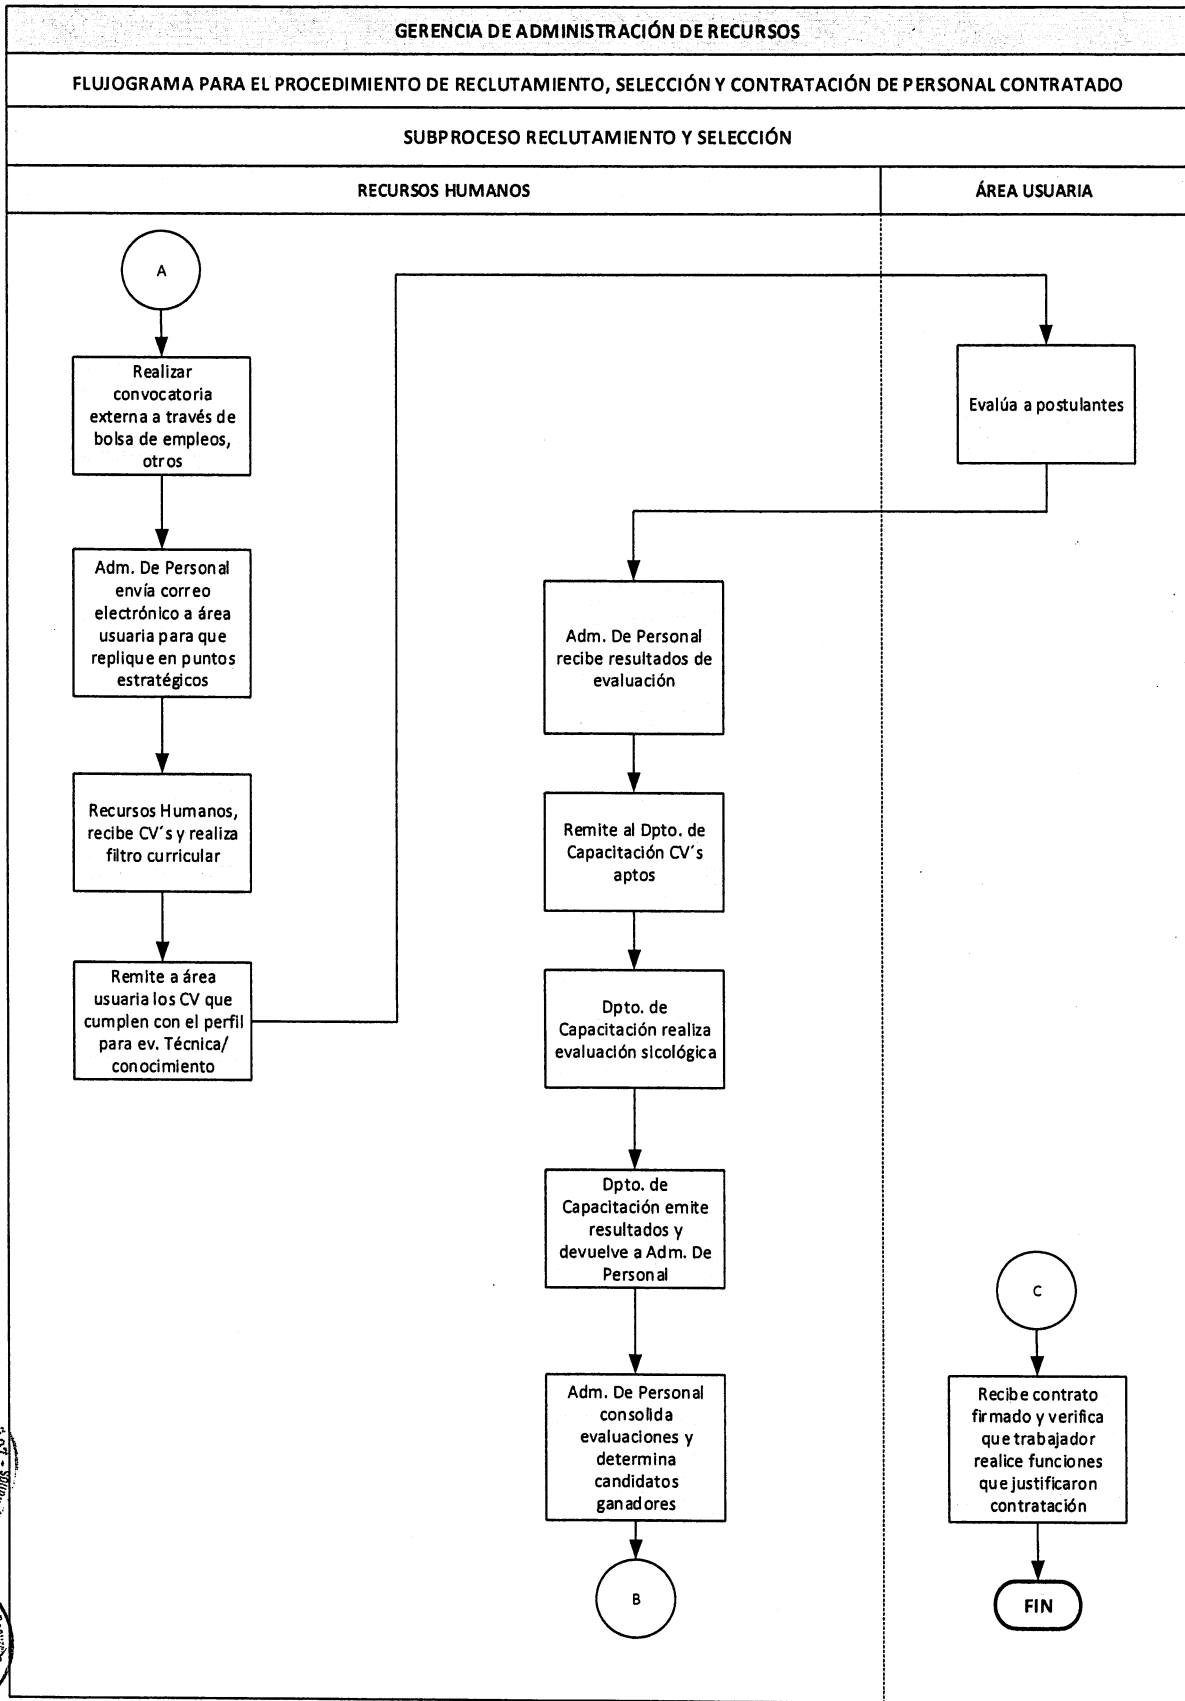 GERENCIA DE ADMINISTRACIÓN DE RECURSOS
FLUJOGRAMA PARA EL PROCEDIMIENTO DE RECLUTAMIENTO, SELECCIÓN Y CONTRATACIÓN DE PERSONAL CONTRATADO
SUBPROCESO RECLUTAMIENTO Y SELECCIÓN
RECURSOS HUMANOS
ÁREA USUARIA
A
Realizar
convocatoria
externa a través de
bolsa de empleos,
otros
Adm. De Personal
envía correo
electrónico a área
usuaria para que
replique en puntos
estratégicos
Recursos Humanos,
recibe CV´s y realiza
filtro curricular
Remite a área
usuaria los CV que
cumplen con el perfil
para ev. Técnica/
conocimiento
Evalúa a postulantes
Adm. De Personal
recibe resultados de
evaluación
Remite al Dpto. de
Capacitación CV´s
aptos
Dpto. de
Capacitación realiza
evaluación sicológica
Dpto. de
Capacitación emite
resultados y
devuelve a Adm. De
Personal
Adm. De Personal
consolida
evaluaciones y
determina
candidatos
ganadores
B
C
Recibe contrato
firmado y verifica
que trabajador
realice funciones
que justificaron
contratación
FIN